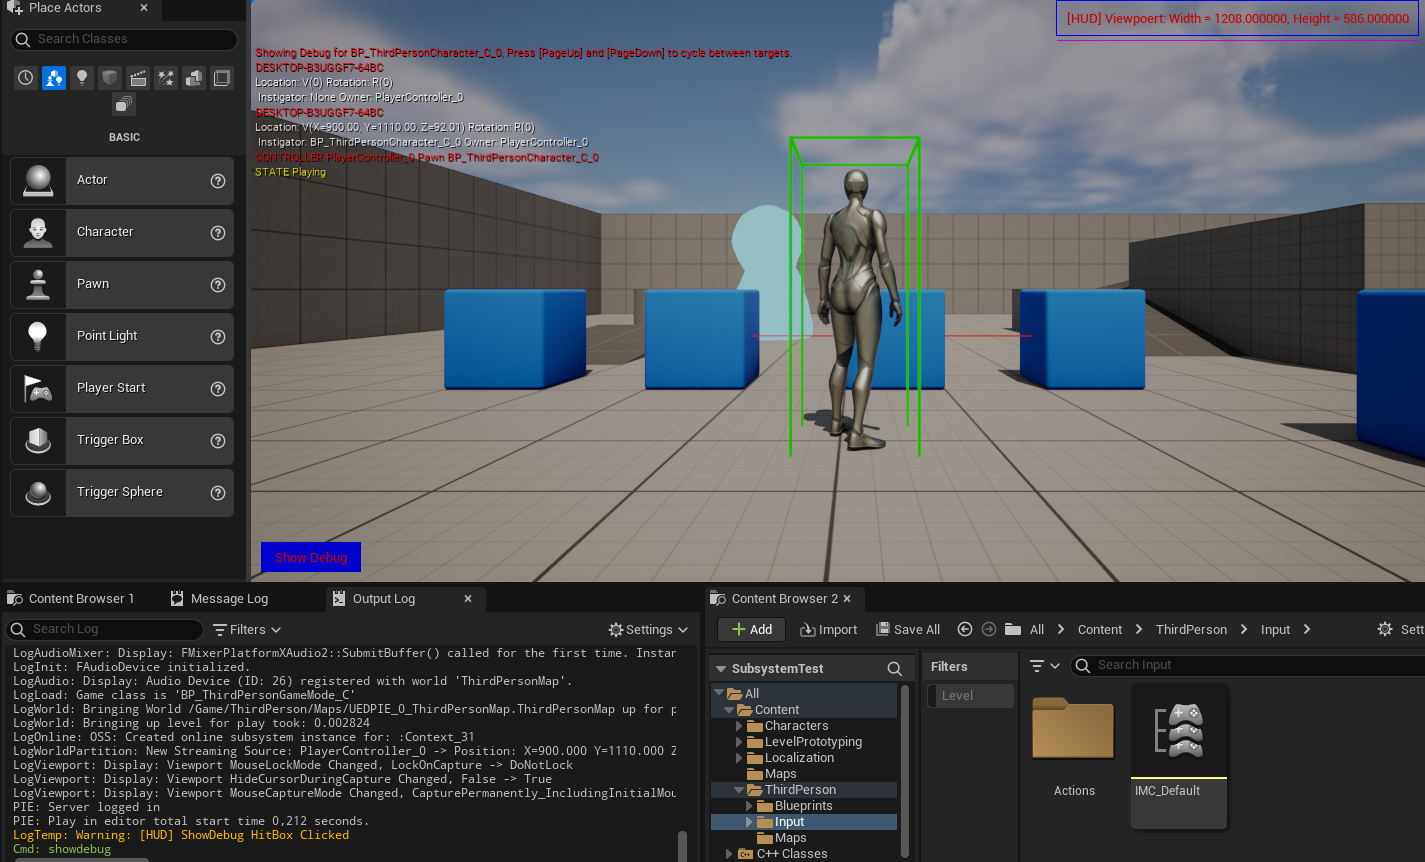 Place Actors
Search Classes
BASIC
Actor
Character
Pawn
Point Light
Player Start
Trigger Box
Trigger Sphere
[HUD] Viewpoert: Width = 1208.000000, Height = 586.000000
Showing Debug for BP_ThirdPersonCharacter_C_0, Press [PageUp] and [PageDown] to cycle between targets.
DESKTOP-B3UGGF7-64BC
Location: V(0) Rotation: R(0)
Instigator: None Owner: PlayerController_0
DESKTOP-B3UGGF7-64BC
Location: V(X=900.00, Y=1110.00, Z=92.01) Rotation: R(0)
Instigator: BP_ThirdPersonCharacter_C_0 Owner: PlayerController_0
CONTROLLER PlayerController_0 Pawn BP_ThirdPersonCharacter_C_0
STATE Playing
Show Debug
Content Browser 1
Message Log
Output Log
Search Log
Filters
Settings
LogAudioMixer: Display: FMixerPlatformXAudio2::SubmitBuffer() called for the first time. Instar
LogInit: FAudioDevice initialized.
LogAudio: Display: Audio Device (ID: 26) registered with world 'ThirdPersonMap'.
LogLoad: Game class is 'BP_ThirdPersonGameMode_C'
LogWorld: Bringing World /Game/ThirdPerson/Maps/UEDPIE_0_ThirdPersonMap.ThirdPersonMap up for p
LogWorld: Bringing up level for play took: 0.002824
LogOnline: OSS: Created online subsystem instance for: :Context_31
LogWorldPartition: New Streaming Source: PlayerController_0 -> Position: X=900.000 Y=1110.000 Z
LogViewport: Display: Viewport MouseLockMode Changed, LockOnCapture -> DoNotLock
LogViewport: Display: Viewport HideCursorDuringCapture Changed, False -> True
LogViewport: Display: Viewport MouseCaptureMode Changed, CapturePermanently_IncludingInitialMou
PIE: Server logged in
PIE: Play in editor total start time 0,212 seconds.
LogTemp: Warning: [HUD] ShowDebug HitBox Clicked
Cmd: showdebug
Content Browser 2
Add
Import
Save All
All
Content
ThirdPerson
Input
Sett
SubsystemTest
All
Content
Characters
LevelPrototyping
Localization
Maps
ThirdPerson
Blueprints
Input
Maps
C++ Classes
Filters
Level
Search Input
Actions
IMC_Default